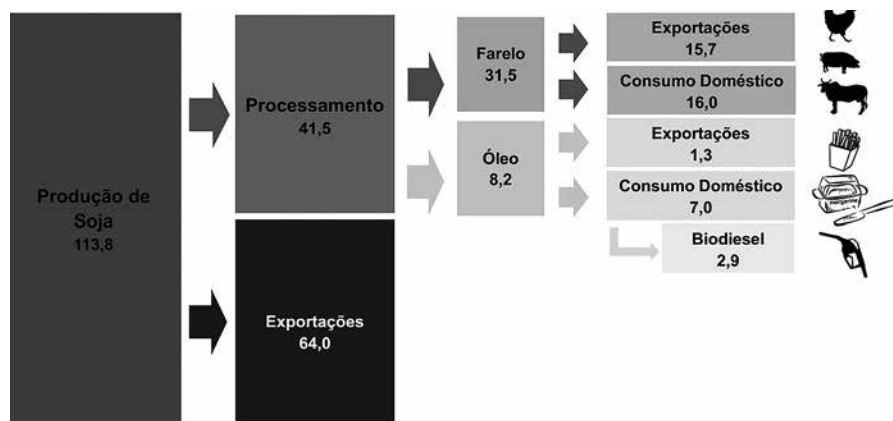 Produção de
Soja
113,8
Processamento
41,5
Exportações
64,0
Farelo
31,5
Óleo
8,2
Exportações
15,7
Consumo Doméstico
16,0
Exportações
1,3
Consumo Doméstico
7,0
Biodiesel
2,9
margarine